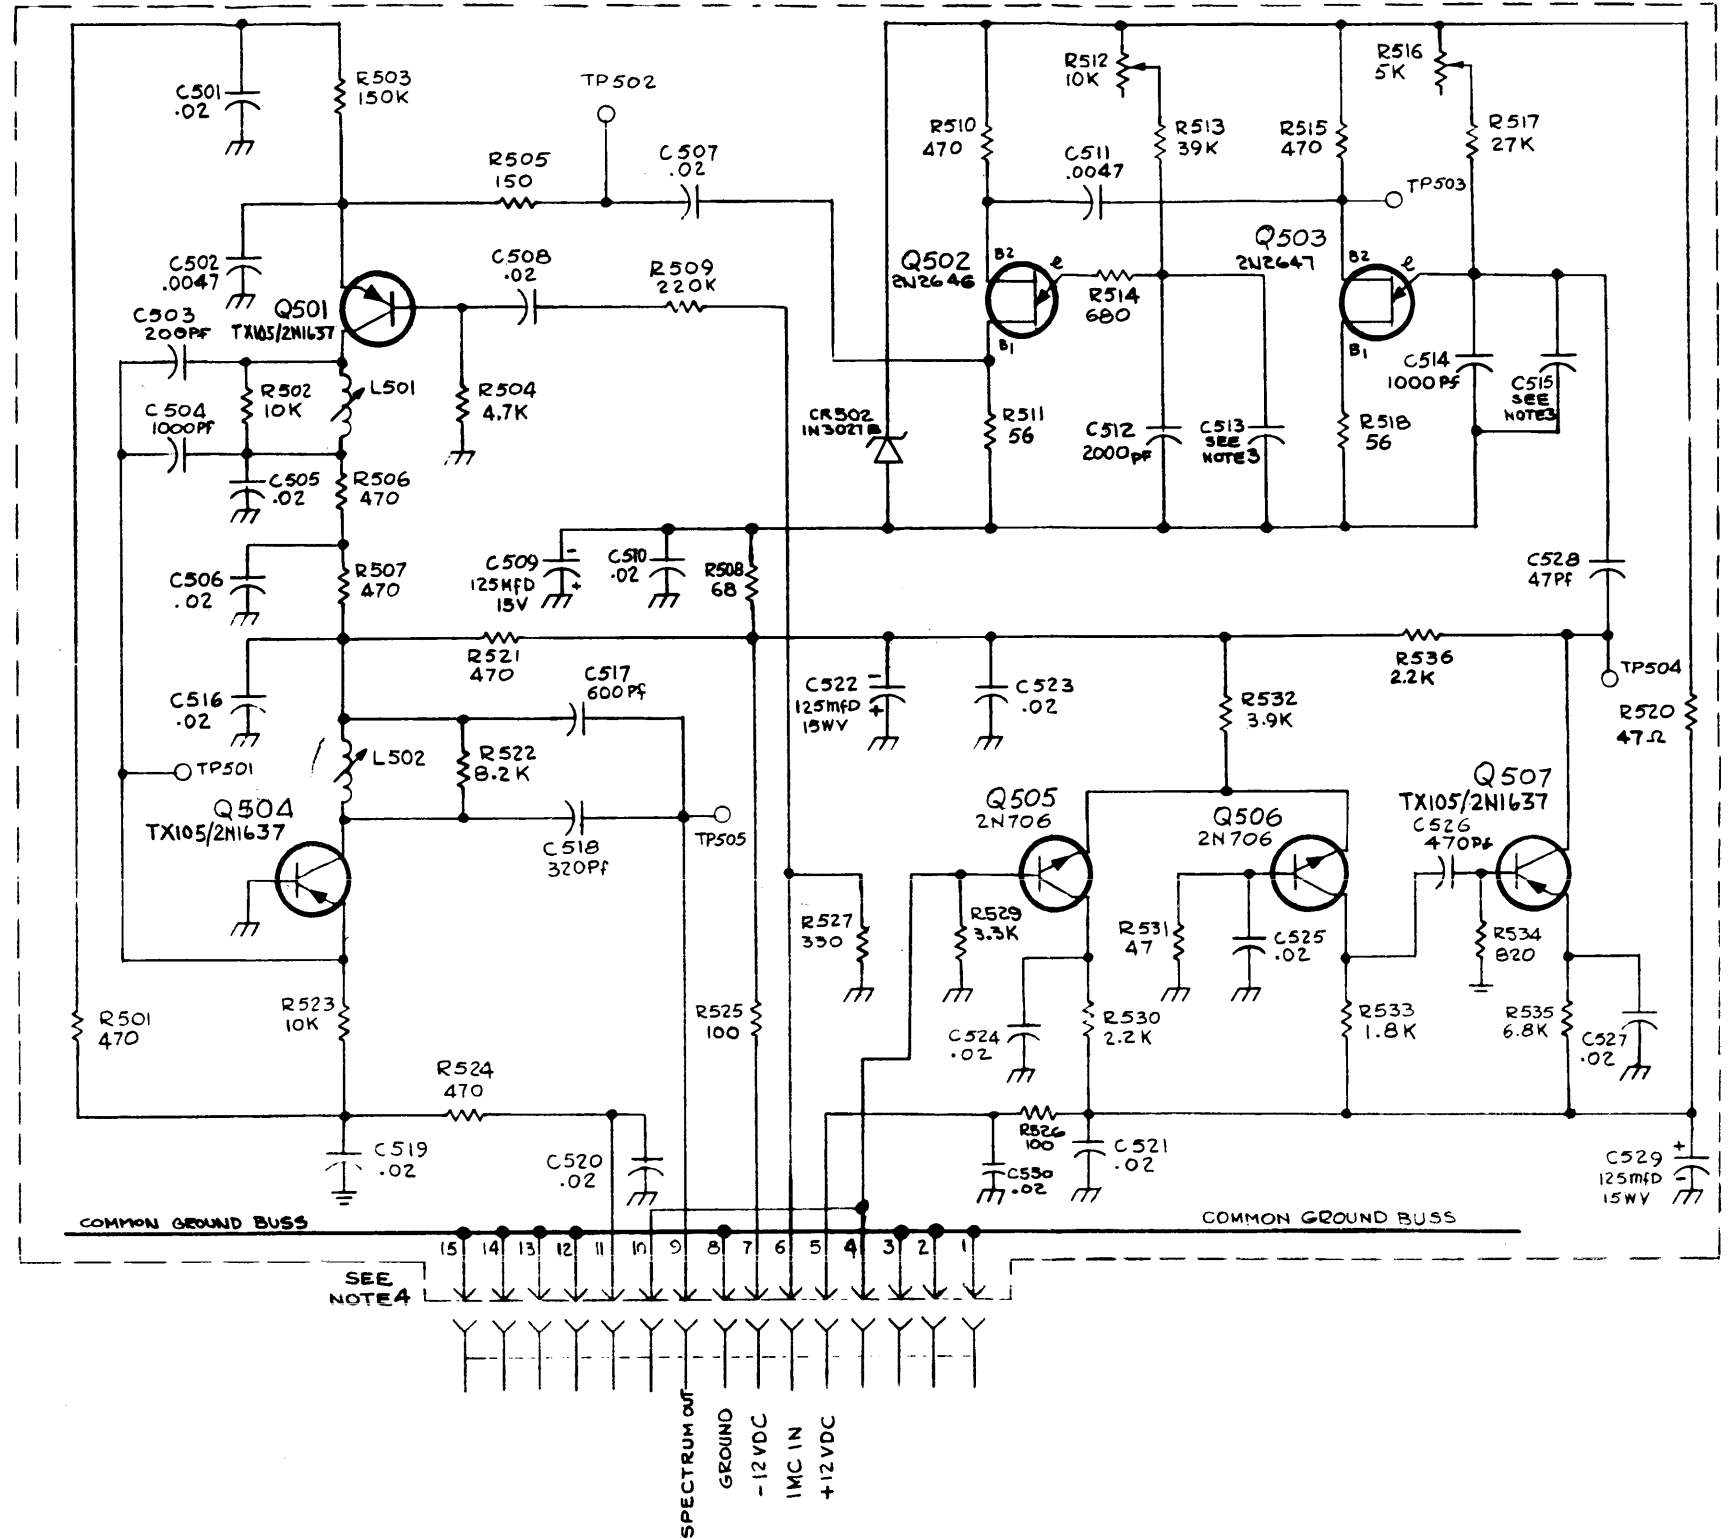 C501
.02
R503
150K
TP502
R505
150
C507
.02
C502
.0047
C508
.02
R509
220K
Q501
TX105/2N1637
C503
200Pf
R502
10K
L501
C504
1000Pf
R504
4.7K
C505
.02
R506
470
C506
.02
R507
470
R512
10K
R516
5K
R510
470
C511
.0047
R513
39K
R515
470
R517
27K
TP503
Q502
2N2646
B2
e
B1
R514
680
Q503
2N2647
B2
e
B1
CR502
1N3027B
R511
56
C512
2000pf
C513
SEE
NOTE3
R518
56
C514
1000Pf
C515
SEE
NOTE3
C509
125MfD
15V
-
+
C510
.02
R508
68
C528
47Pf
R521
470
C516
.02
C517
600Pf
C522
125mfD
15WV
-
+
C523
.02
R532
3.9K
R536
2.2K
TP504
R520
47Ω
TP501
L502
R522
8.2K
Q504
TX105/2N1637
C518
320Pf
TP505
Q505
2N706
Q506
2N706
Q507
TX105/2N1637
C526
470Pf
R527
330
R529
3.3K
R531
47
C525
.02
R534
820
R501
470
R523
10K
R525
100
C524
.02
R530
2.2K
R533
1.8K
R535
6.8K
C527
.02
R524
470
C519
.02
C520
.02
R526
100
C530
.02
C521
.02
C529
125mfD
15WV
+
-
COMMON GROUND BUSS
COMMON GROUND BUSS
15 14 13 12 11 10 9 8 7 6 5 4 3 2 1
SEE
NOTE4
SPECTRUM OUT
GROUND
-12VDC
1MC IN
+12VDC